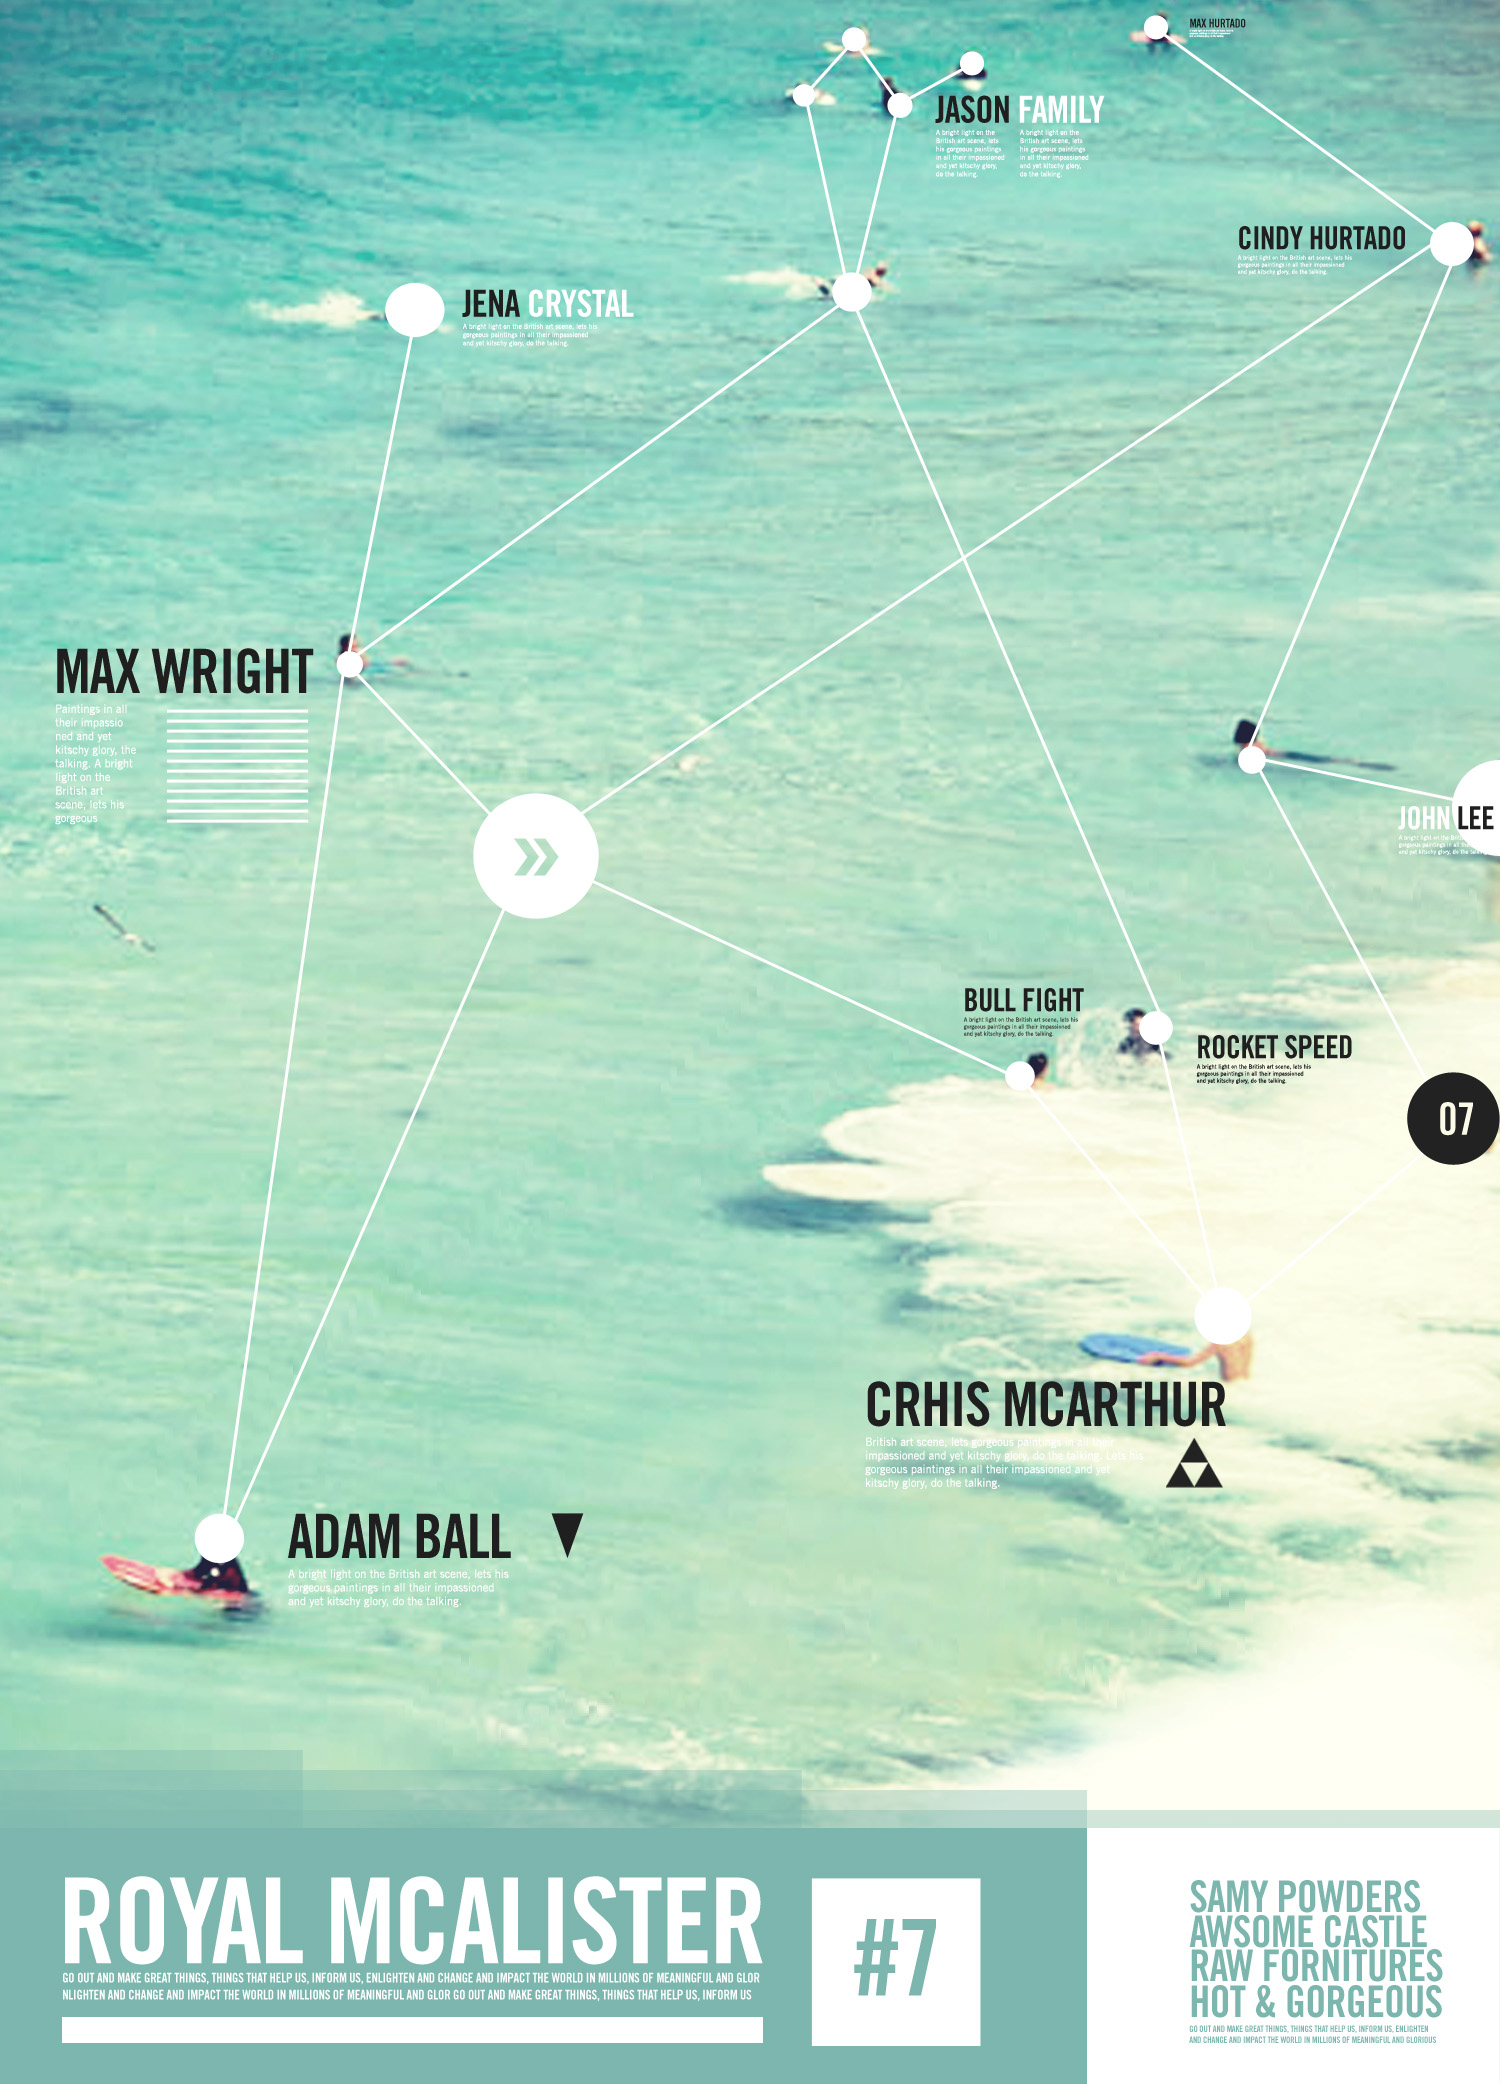 MAX HURTADO
JASON FAMILY
A bright light on the
British art scene, lets
his gorgeous paintings
in all their impassioned
and yet kitschy glory,
do the talking.
A bright light on the
British art scene, lets
his gorgeous paintings
in all their impassioned
and yet kitschy glory,
do the talking.
CINDY HURTADO
A bright light on the British art scene, lets his
gorgeous paintings in all their impassioned
and yet kitschy glory, do the talking.
JENA CRYSTAL
A bright light on the British art scene, lets his
gorgeous paintings in all their impassioned
and yet kitschy glory, do the talking.
MAX WRIGHT
Paintings in all
their impassio
ned and yet
kitschy glory, the
talking. A bright
light on the
British art
scene, lets his
gorgeous
JOHN LEE
A bright light on the
gorgeous paintings in all
and yet kitschy glory, do the
BULL FIGHT
A bright light on the British art scene, lets his
gorgeous paintings in all their impassioned
and yet kitschy glory, do the talking.
ROCKET SPEED
A bright light on the British art scene, lets his
gorgeous paintings in all their impassioned
and yet kitschy glory, do the talking.
07
CRHIS MCARTHUR
British art scene, lets gorgeous paintings in all their
impassioned and yet kitschy glory, do the talking. Lets his
gorgeous paintings in all their impassioned and yet
kitschy glory, do the talking.
ADAM BALL
A bright light on the British art scene, lets his
gorgeous paintings in all their impassioned
and yet kitschy glory, do the talking.
ROYAL MCALISTER
GO OUT AND MAKE GREAT THINGS, THINGS THAT HELP US, INFORM US, ENLIGHTEN AND CHANGE AND IMPACT THE WORLD IN MILLIONS OF MEANINGFUL AND GLOR
NLIGHTEN AND CHANGE AND IMPACT THE WORLD IN MILLIONS OF MEANINGFUL AND GLOR GO OUT AND MAKE GREAT THINGS, THINGS THAT HELP US, INFORM US
#7
SAMY POWDERS
AWSOME CASTLE
RAW FORNITURES
HOT & GORGEOUS
GO OUT AND MAKE GREAT THINGS, THINGS THAT HELP US, INFORM US, ENLIGHTEN
AND CHANGE AND IMPACT THE WORLD IN MILLIONS OF MEANINGFUL AND GLORIOUS